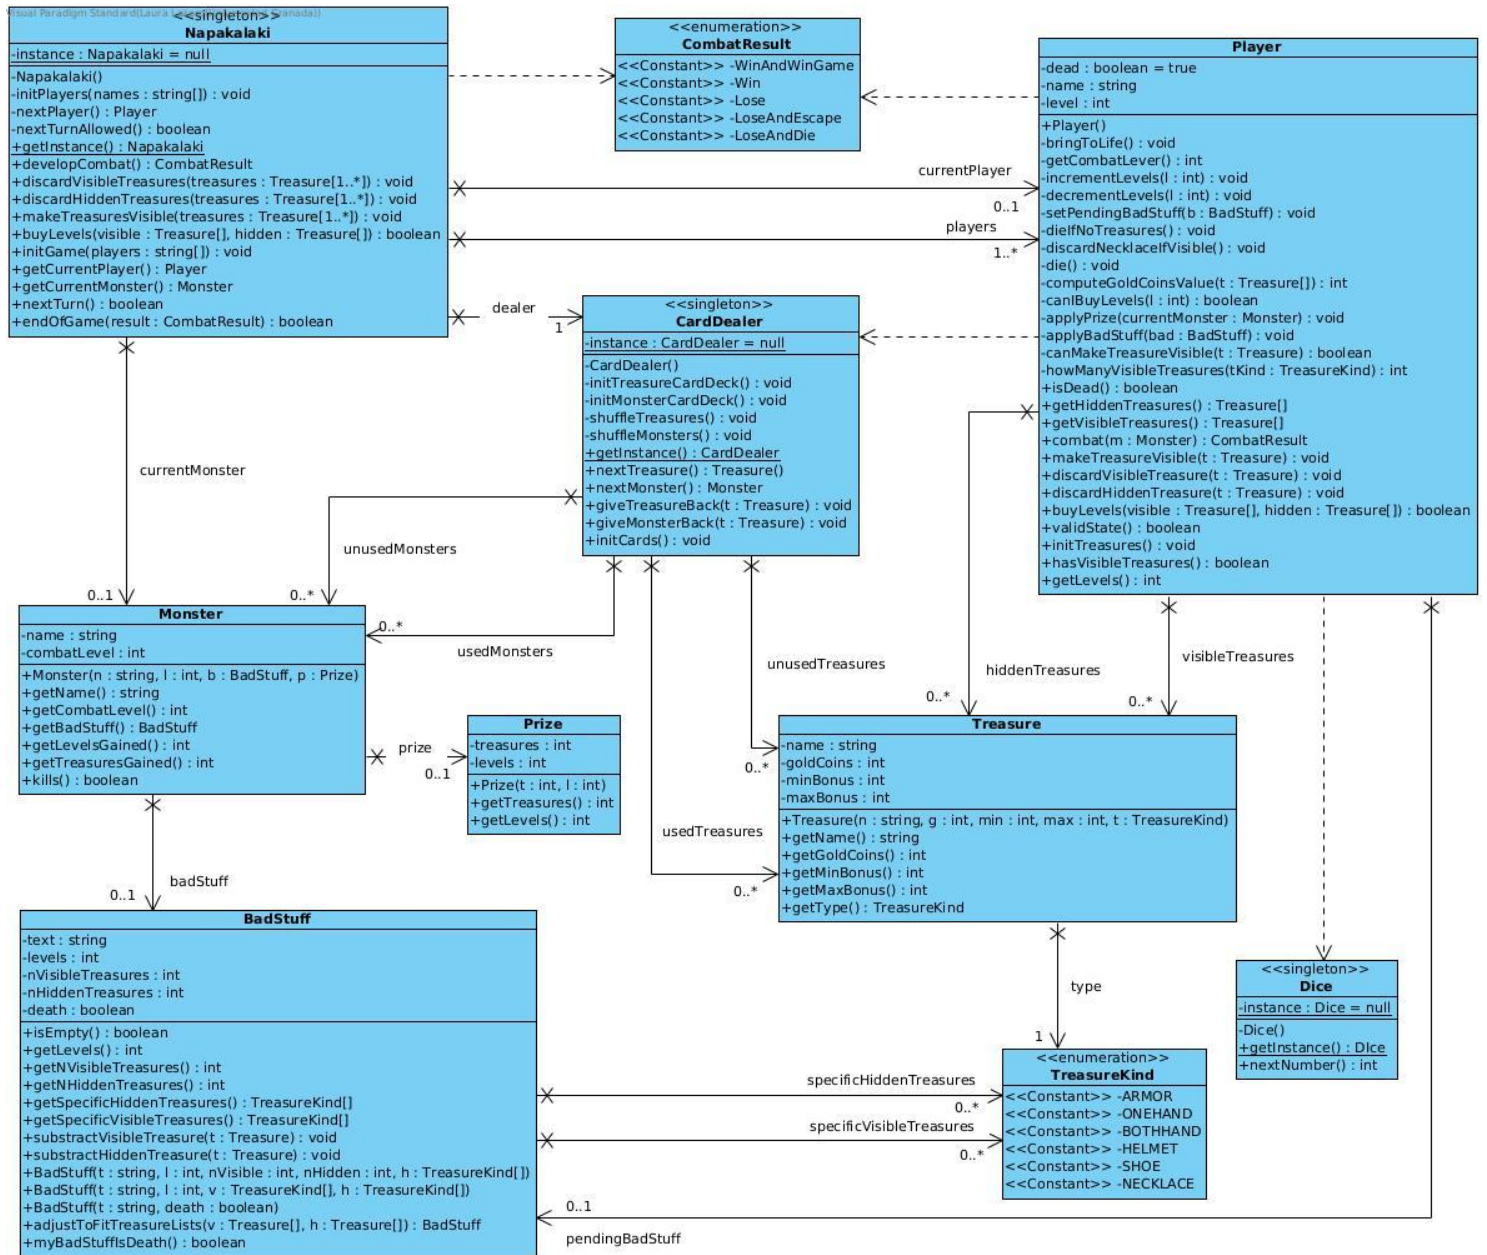 Visual Paradigm Standard(Laura
Granada))
<<singleton>>
Napakalaki
-instance : Napakalaki = null
-Napakalaki()
-initPlayers(names : string[]) : void
-nextPlayer() : Player
-nextTurnAllowed() : boolean
+getInstance() : Napakalaki
+developCombat() : CombatResult
+discardVisibleTreasures(treasures : Treasure[1..*]) : void
+discardHiddenTreasures(treasures : Treasure[1..*]) : void
+makeTreasuresVisible(treasures : Treasure[1..*]) : void
+buyLevels(visible : Treasure[], hidden : Treasure[]) : boolean
+initGame(players : string[]) : void
+getCurrentPlayer() : Player
+getCurrentMonster() : Monster
+nextTurn() : boolean
+endOfGame(result : CombatResult) : boolean
<<enumeration>>
CombatResult
<<Constant>> -WinAndWinGame
<<Constant>> -Win
<<Constant>> -Lose
<<Constant>> -LoseAndEscape
<<Constant>> -LoseAndDie
Player
-dead : boolean = true
-name : string
-level : int
+Player()
-bringToLife() : void
-getCombatLever() : int
-incrementLevels(l : int) : void
-decrementLevels(l : int) : void
-setPendingBadStuff(b : BadStuff) : void
-dieIfNoTreasures() : void
-discardNecklaceIfVisible() : void
-die() : void
-computeGoldCoinsValue(t : Treasure[]) : int
-canIBuyLevels(l : int) : boolean
-applyPrize(currentMonster : Monster) : void
-applyBadStuff(bad : BadStuff) : void
-canMakeTreasureVisible(t : Treasure) : boolean
-howManyVisibleTreasures(tKind : TreasureKind) : int
+isDead() : boolean
+getHiddenTreasures() : Treasure[]
+getVisibleTreasures() : Treasure[]
+combat(m : Monster) : CombatResult
+makeTreasureVisible(t : Treasure) : void
+discardVisibleTreasure(t : Treasure) : void
+discardHiddenTreasure(t : Treasure) : void
+buyLevels(visible : Treasure[], hidden : Treasure[]) : boolean
+validState() : boolean
+initTreasures() : void
+hasVisibleTreasures() : boolean
+getLevels() : int
currentPlayer
0..1
players
1..*
dealer
1
<<singleton>>
CardDealer
-instance : CardDealer = null
-CardDealer()
-initTreasureCardDeck() : void
-initMonsterCardDeck() : void
-shuffleTreasures() : void
-shuffleMonsters() : void
+getInstance() : CardDealer
+nextTreasure() : Treasure()
+nextMonster() : Monster
+giveTreasureBack(t : Treasure) : void
+giveMonsterBack(t : Treasure) : void
+initCards() : void
currentMonster
0..1
unusedMonsters
0..*
usedMonsters
0..*
unusedTreasures
0..*
usedTreasures
0..*
hiddenTreasures
0..*
visibleTreasures
0..*
Monster
-name : string
-combatLevel : int
+Monster(n : string, l : int, b : BadStuff, p : Prize)
+getName() : string
+getCombatLevel() : int
+getBadStuff() : BadStuff
+getLevelsGained() : int
+getTreasuresGained() : int
+kills() : boolean
prize
0..1
Prize
-treasures : int
-levels : int
+Prize(t : int, l : int)
+getTreasures() : int
+getLevels() : int
Treasure
-name : string
-goldCoins : int
-minBonus : int
-maxBonus : int
+Treasure(n : string, g : int, min : int, max : int, t : TreasureKind)
+getName() : string
+getGoldCoins() : int
+getMinBonus() : int
+getMaxBonus() : int
+getType() : TreasureKind
badStuff
0..1
BadStuff
-text : string
-levels : int
-nVisibleTreasures : int
-nHiddenTreasures : int
-death : boolean
+isEmpty() : boolean
+getLevels() : int
+getNVisibleTreasures() : int
+getNHiddenTreasures() : int
+getSpecificHiddenTreasures() : TreasureKind[]
+getSpecificVisibleTreasures() : TreasureKind[]
+substractVisibleTreasure(t : Treasure) : void
+substractHiddenTreasure(t : Treasure) : void
+BadStuff(t : string, l : int, nVisible : int, nHidden : int, h : TreasureKind[])
+BadStuff(t : string, l : int, v : TreasureKind[], h : TreasureKind[])
+BadStuff(t : string, death : boolean)
+adjustToFitTreasureLists(v : Treasure[], h : Treasure[]) : BadStuff
+myBadStuffIsDeath() : boolean
type
1
<<singleton>>
Dice
-instance : Dice = null
-Dice()
+getInstance() : DIce
+nextNumber() : int
<<enumeration>>
TreasureKind
<<Constant>> -ARMOR
<<Constant>> -ONEHAND
<<Constant>> -BOTHHAND
<<Constant>> -HELMET
<<Constant>> -SHOE
<<Constant>> -NECKLACE
specificHiddenTreasures
0..*
specificVisibleTreasures
0..*
0..1
pendingBadStuff